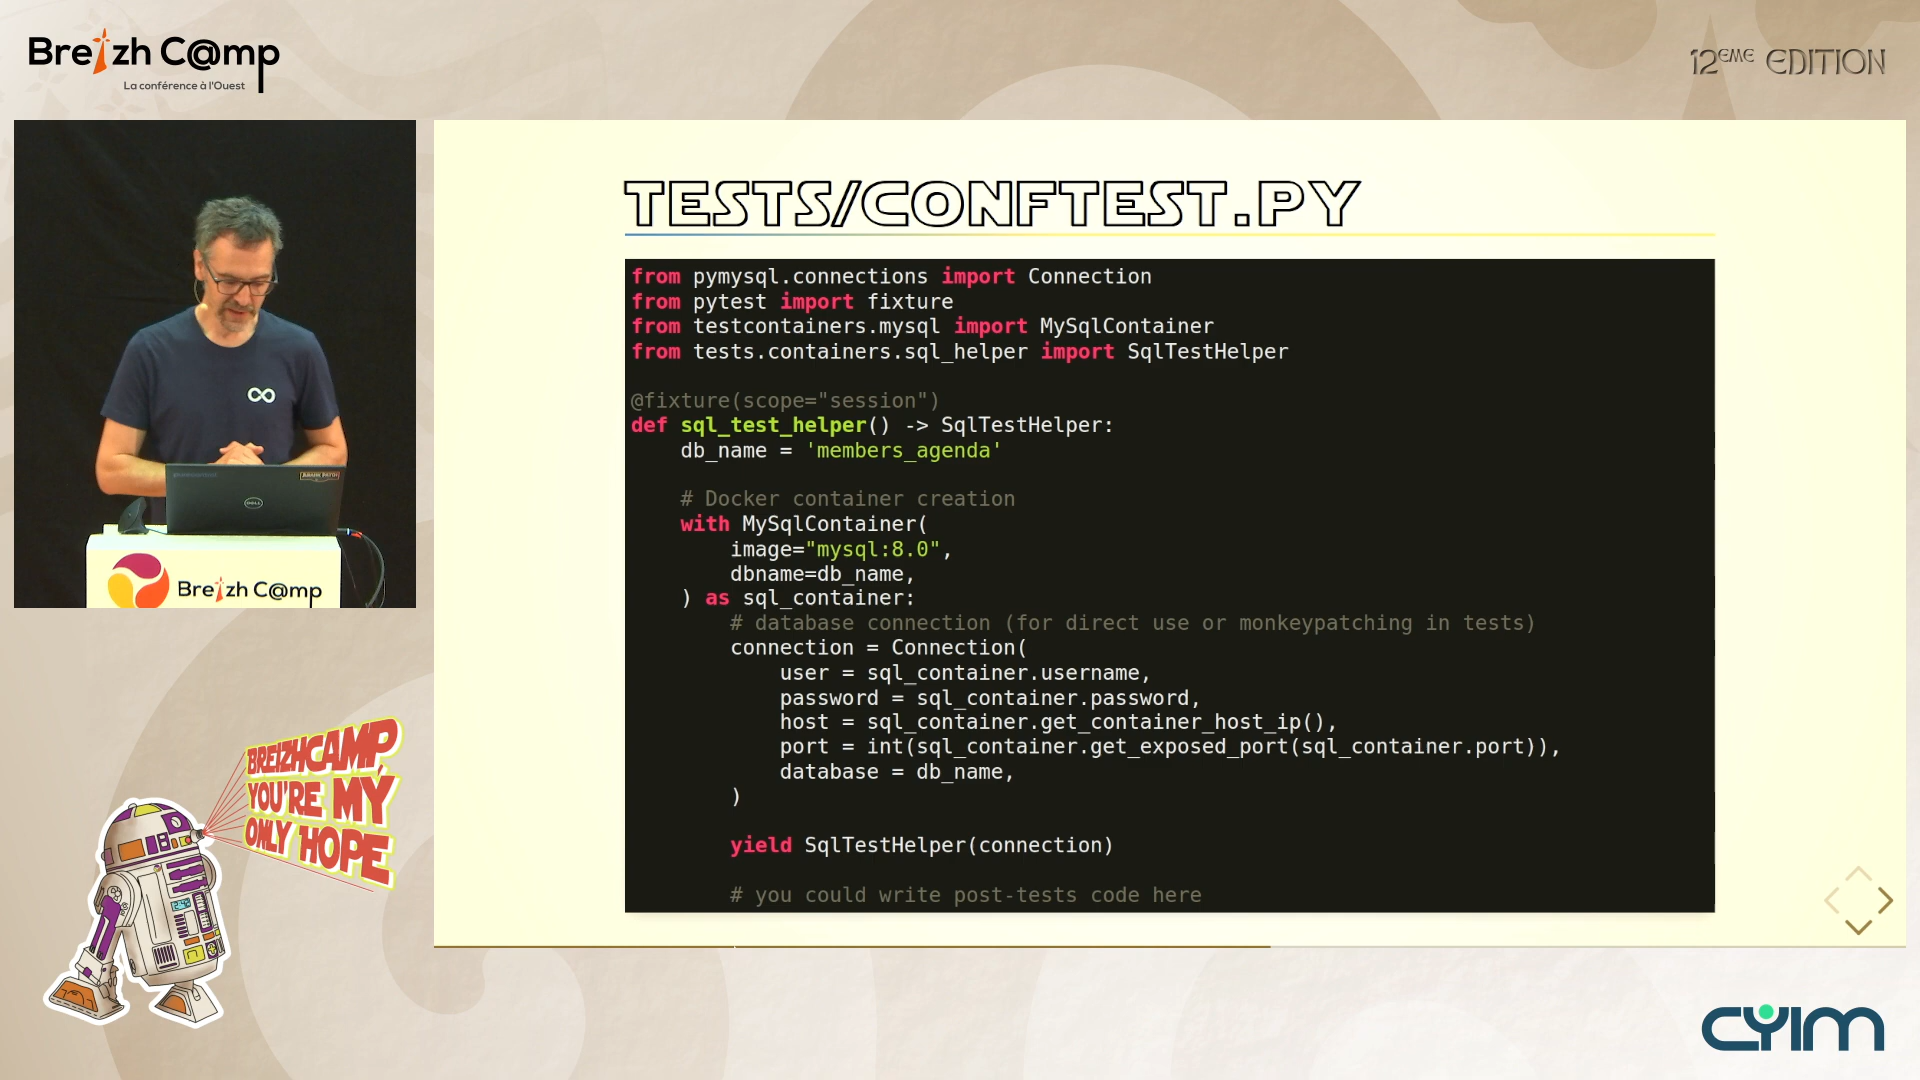 Breizh C@mp
La conférence à l'Ouest
12EME EDITION
TESTS/CONFTEST.PY
from pymysql.connections import Connection
from pytest import fixture
from testcontainers.mysql import MySqlContainer
from tests.containers.sql_helper import SqlTestHelper
@fixture(scope="session")
def sql_test_helper() -> SqlTestHelper:
    db_name = 'members_agenda'
    # Docker container creation
    with MySqlContainer(
        image="mysql:8.0",
        dbname=db_name,
    ) as sql_container:
        # database connection (for direct use or monkeypatching in tests)
        connection = Connection(
            user = sql_container.username,
            password = sql_container.password,
            host = sql_container.get_container_host_ip(),
            port = int(sql_container.get_exposed_port(sql_container.port)),
            database = db_name,
        )
        yield SqlTestHelper(connection)
        # you could write post-tests code here
DELL
Breizh C@mp
BREIZHCAMP,
YOU'RE MY
ONLY HOPE
CYIM